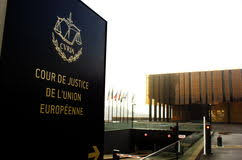 CVRIA
COUR DE JUSTICE
DE L'UNION
EUROPÉENNE